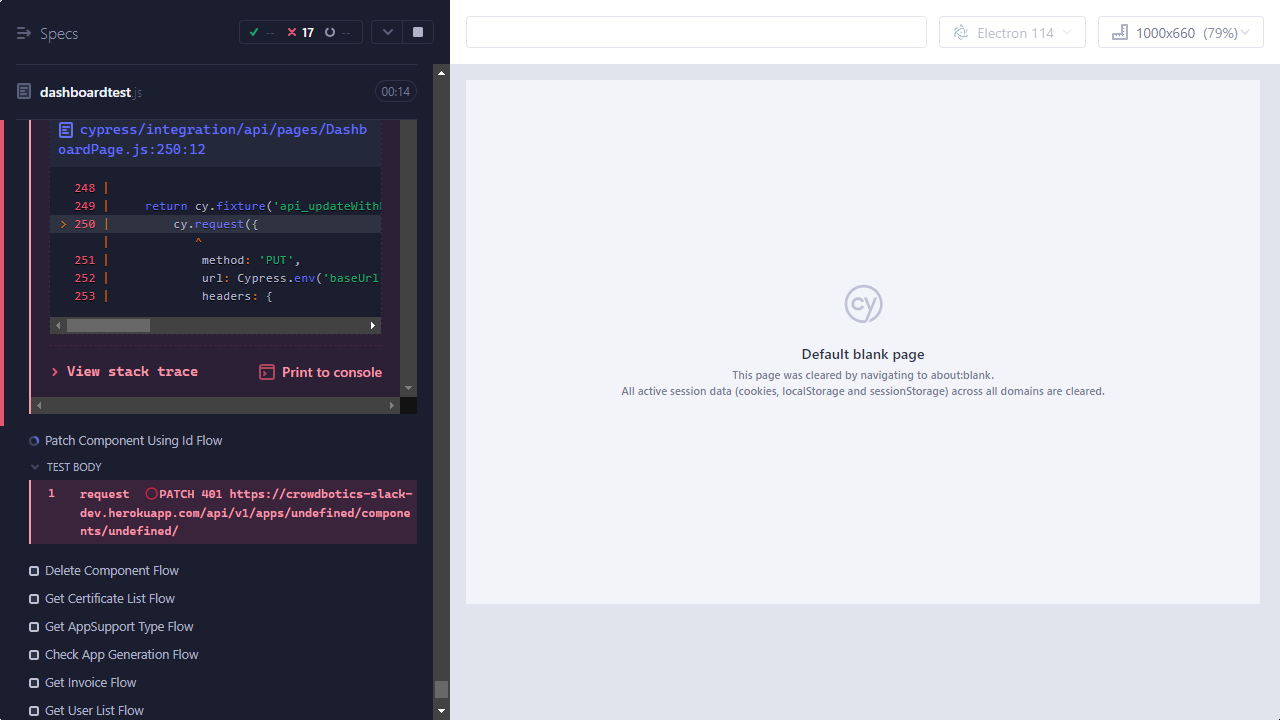 Specs
-- 17 --
Electron 114
1000x660 (79%)
dashboardtest.js
00:14
cypress/integration/api/pages/Dashb
oardPage.js:250:12
248 |
249 | return cy.fixture('api_updateWith
> 250 | cy.request({
| ^
251 | method: 'PUT',
252 | url: Cypress.env('baseUrl
253 | headers: {
View stack trace
Print to console
Patch Component Using Id Flow
TEST BODY
1 request PATCH 401 https://crowdbotics-slack-
dev.herokuapp.com/api/v1/apps/undefined/compone
nts/undefined/
Delete Component Flow
Get Certificate List Flow
Get AppSupport Type Flow
Check App Generation Flow
Get Invoice Flow
Get User List Flow
cy
Default blank page
This page was cleared by navigating to about:blank.
All active session data (cookies, localStorage and sessionStorage) across all domains are cleared.